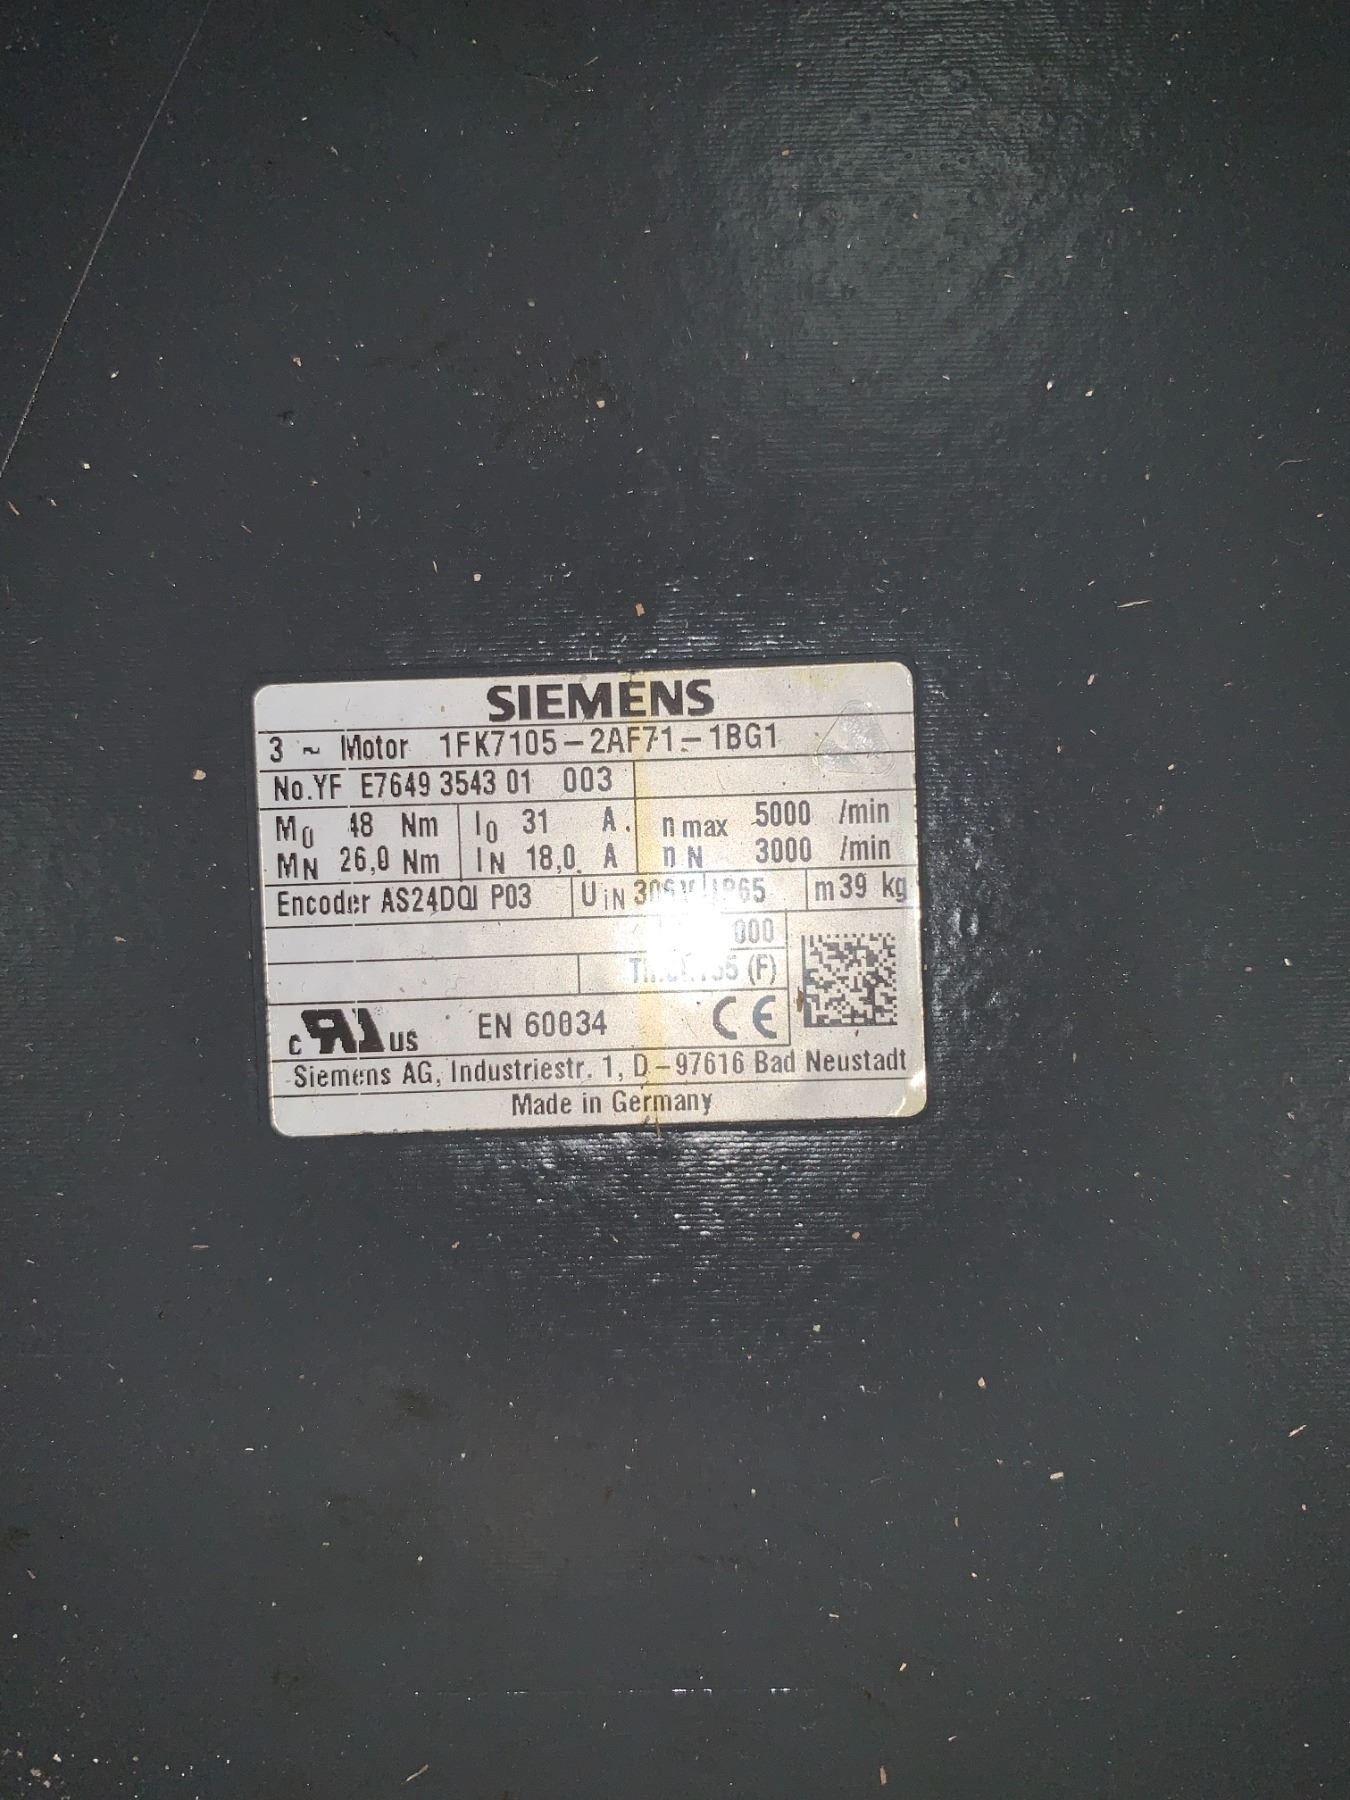 SIEMENS
3 ~ Motor 1FK7105-2AF71-1BG1
No.YF E7649 3543 01 003
M0 48 Nm I0 31 A n max 5000 /min
MN 26,0 Nm IN 18,0 A n N 3000 /min
Encoder AS24DQI P03 UiN m 39 kg
000
(F)
c US EN 60034 CE
Siemens AG, Industriestr. 1, D-97616 Bad Neustadt
Made in Germany